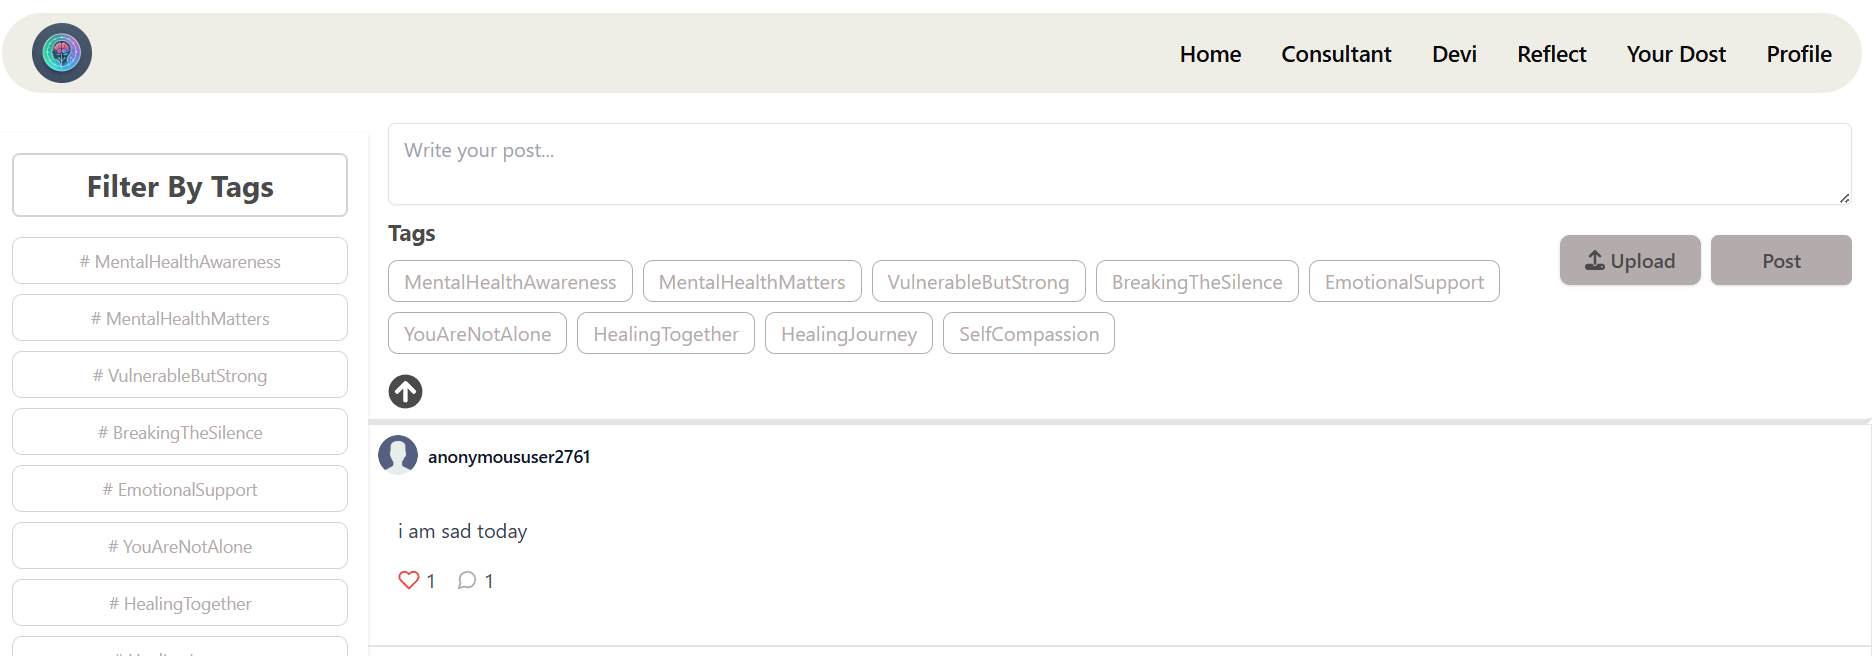 Home Consultant Devi Reflect Your Dost Profile
Filter By Tags
# MentalHealthAwareness
# MentalHealthMatters
# VulnerableButStrong
# BreakingTheSilence
# EmotionalSupport
# YouAreNotAlone
# HealingTogether
Write your post...
Tags
MentalHealthAwareness MentalHealthMatters VulnerableButStrong BreakingTheSilence EmotionalSupport
YouAreNotAlone HealingTogether HealingJourney SelfCompassion
Upload Post
anonymoususer2761
i am sad today
1 1